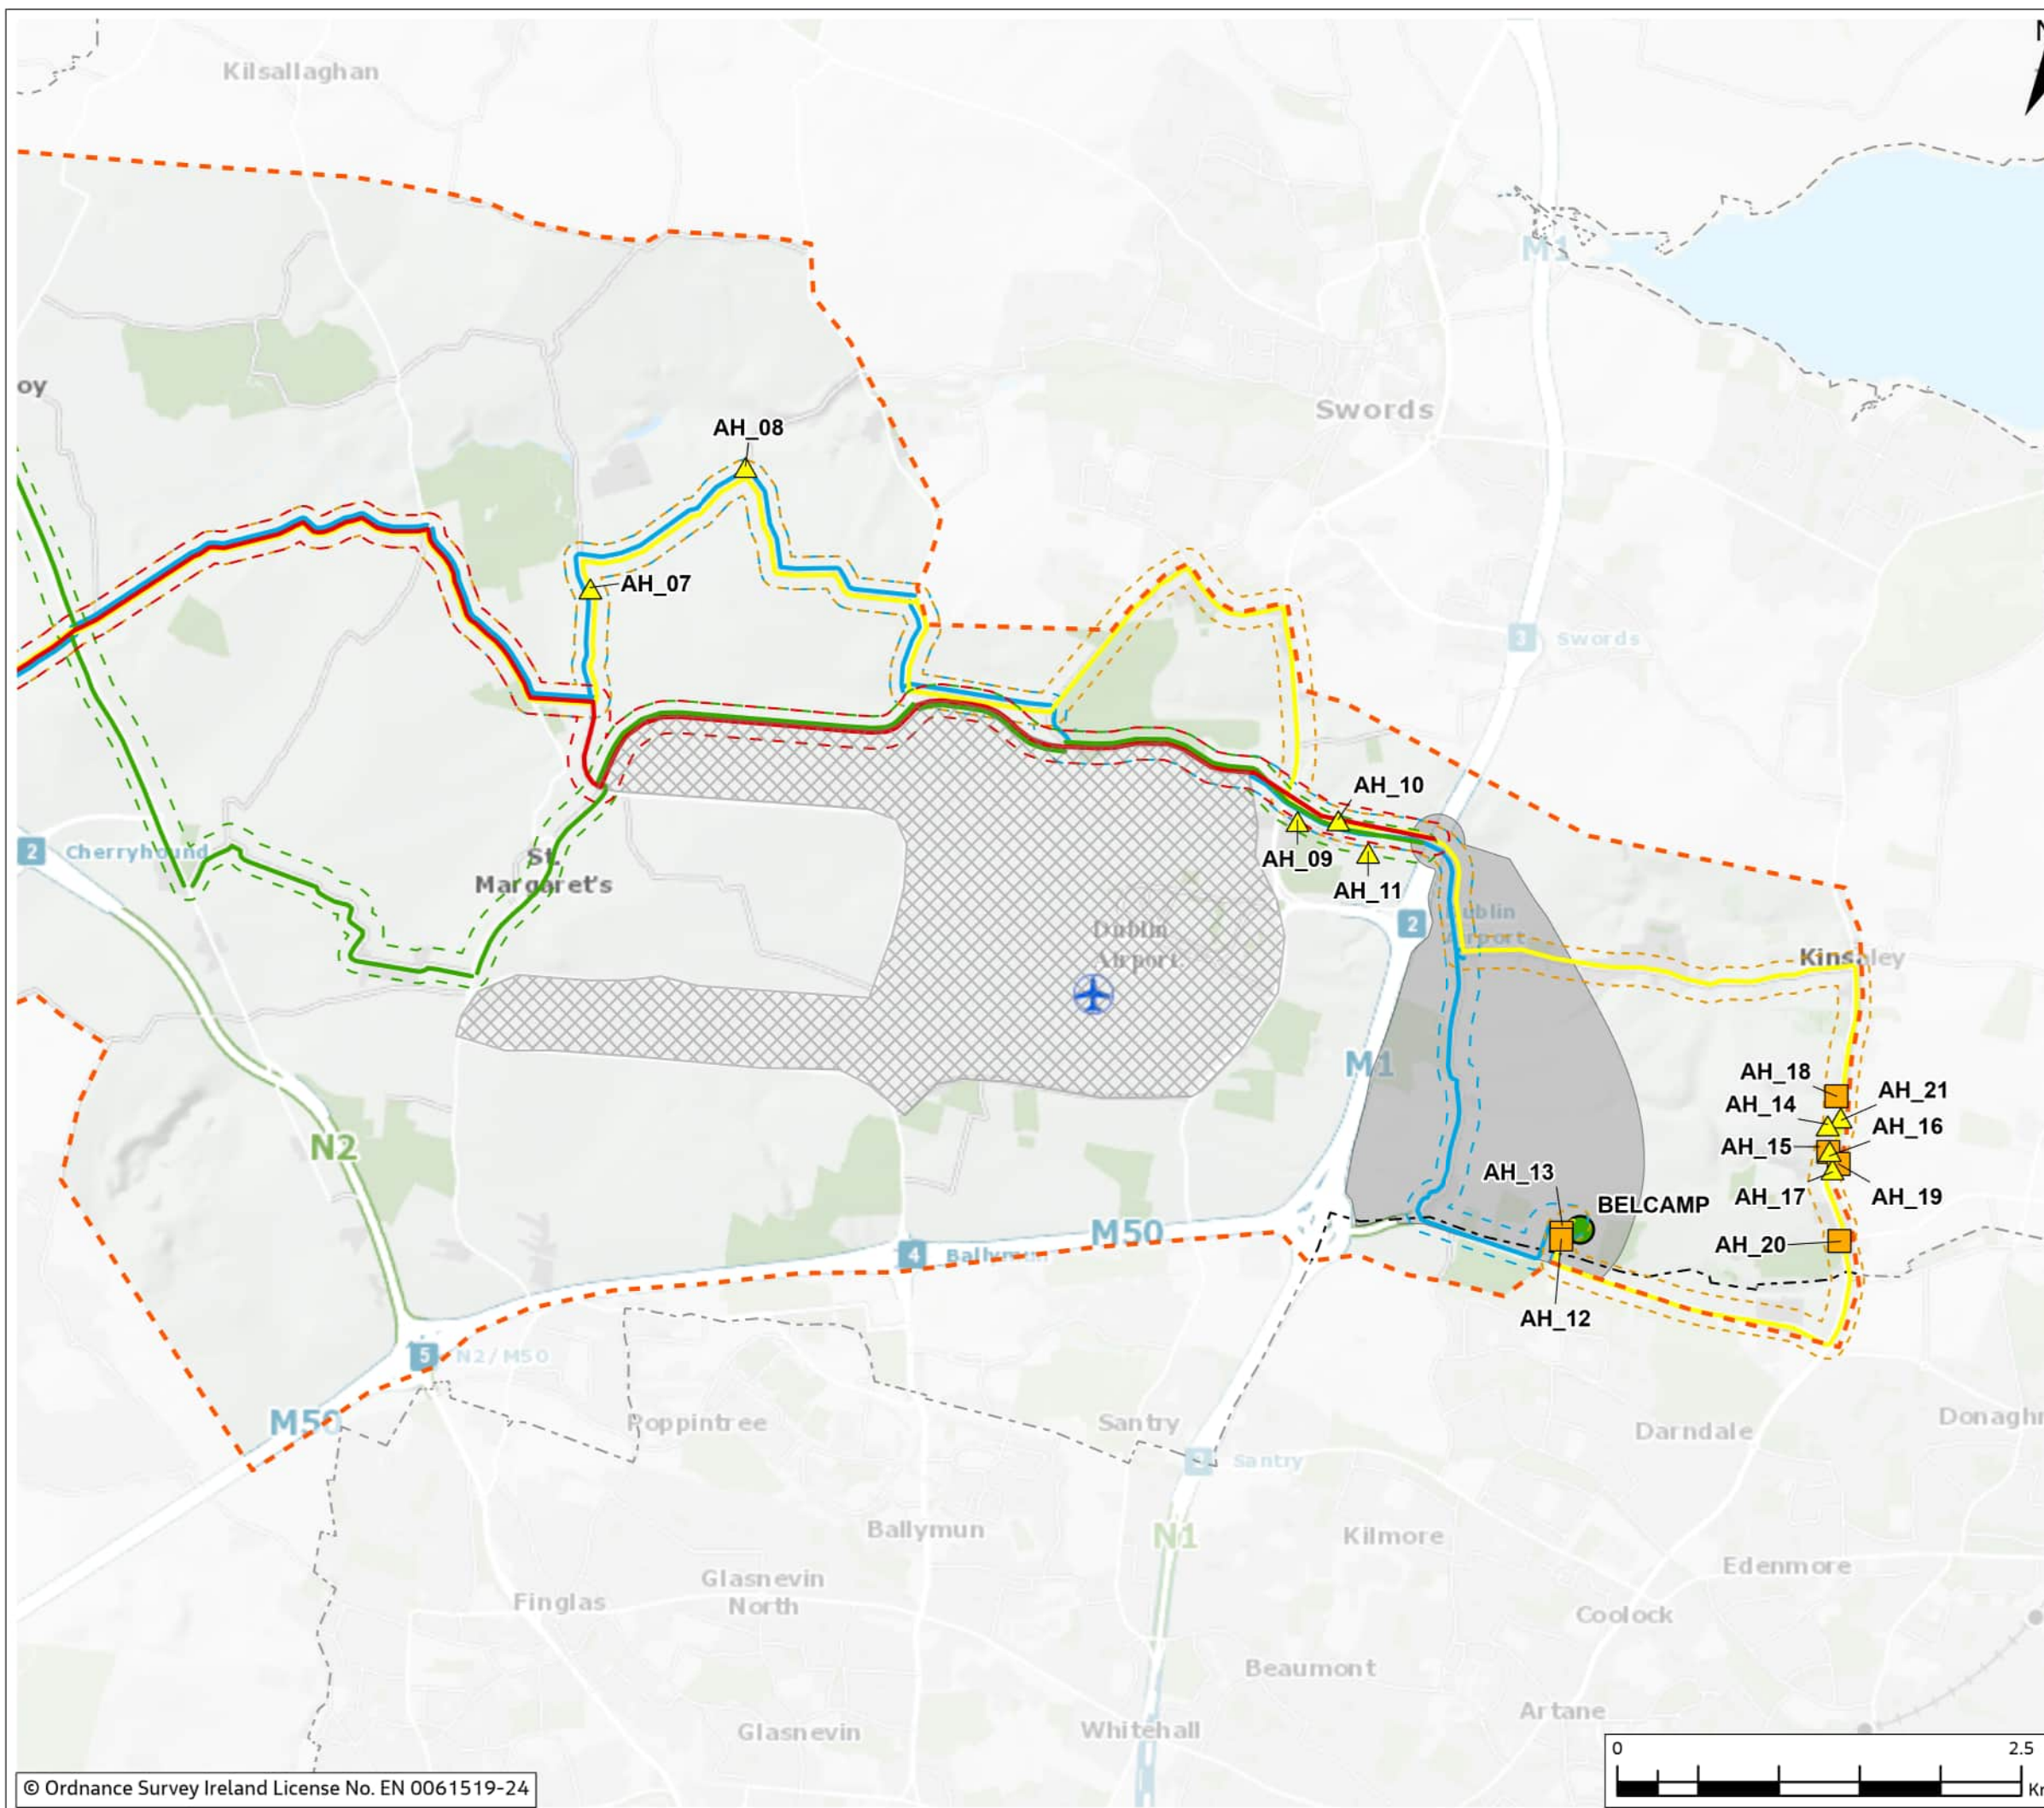 N
Kilsallaghan
M1
oy
Swords
AH_08
AH_07
3 Swords
AH_10
2 Cherryhound
St.
Margaret's
AH_09
AH_11
2
Dublin
Airport
Dublin
Airport
Kinsaley
M1
AH_18
AH_21
AH_14
AH_16
AH_15
N2
AH_13
AH_17
AH_19
BELCAMP
M50
AH_20
4 Ballymun
AH_12
5 N2/M50
M50
Poppintree
Santry
Darndale
Santry
Ballymun
N1
Kilmore
Edenmore
Glasnevin
North
Finglas
Coolock
Beaumont
Artane
Glasnevin
Whitehall
0 2.5
© Ordnance Survey Ireland License No. EN 0061519-24